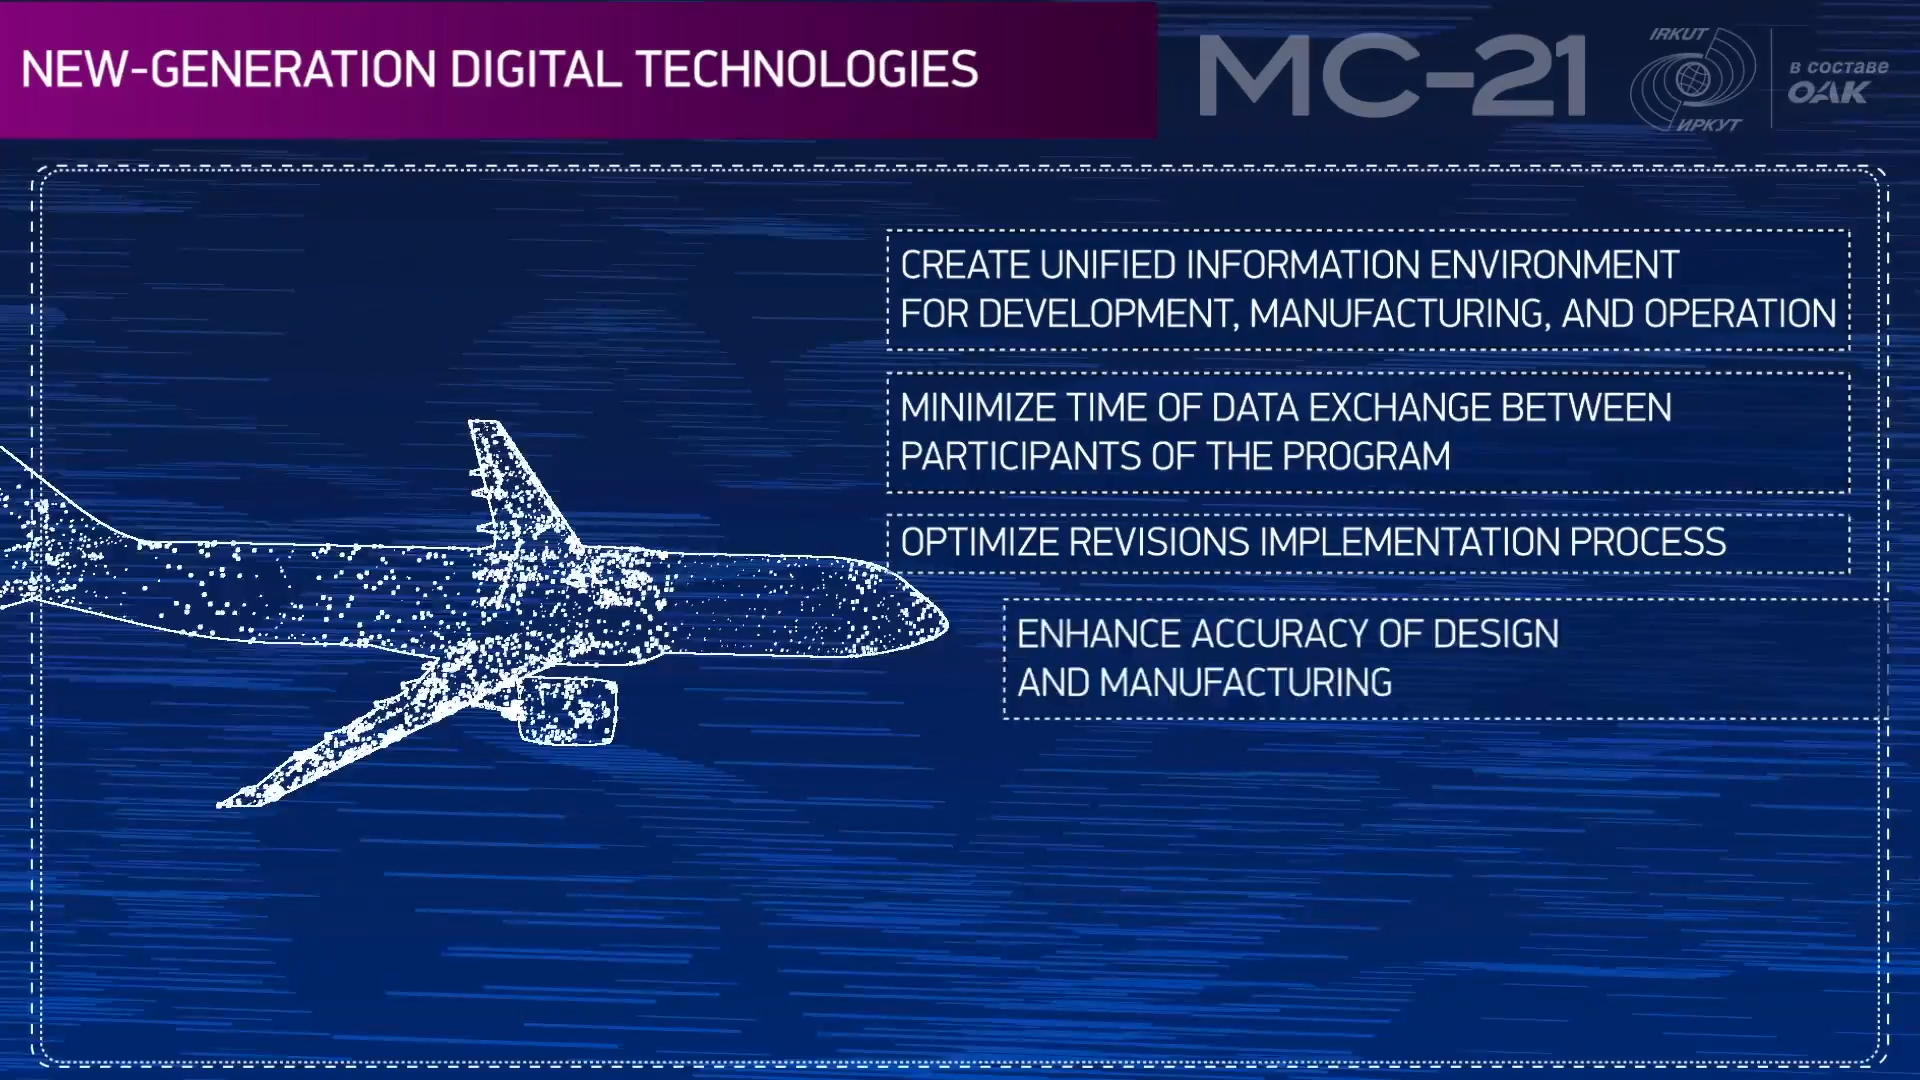 NEW-GENERATION DIGITAL TECHNOLOGIES
МС-21
IRKUT
ИРКУТ
В СОСТАВЕ
ОАК
CREATE UNIFIED INFORMATION ENVIRONMENT
FOR DEVELOPMENT, MANUFACTURING, AND OPERATION
MINIMIZE TIME OF DATA EXCHANGE BETWEEN
PARTICIPANTS OF THE PROGRAM
OPTIMIZE REVISIONS IMPLEMENTATION PROCESS
ENHANCE ACCURACY OF DESIGN
AND MANUFACTURING